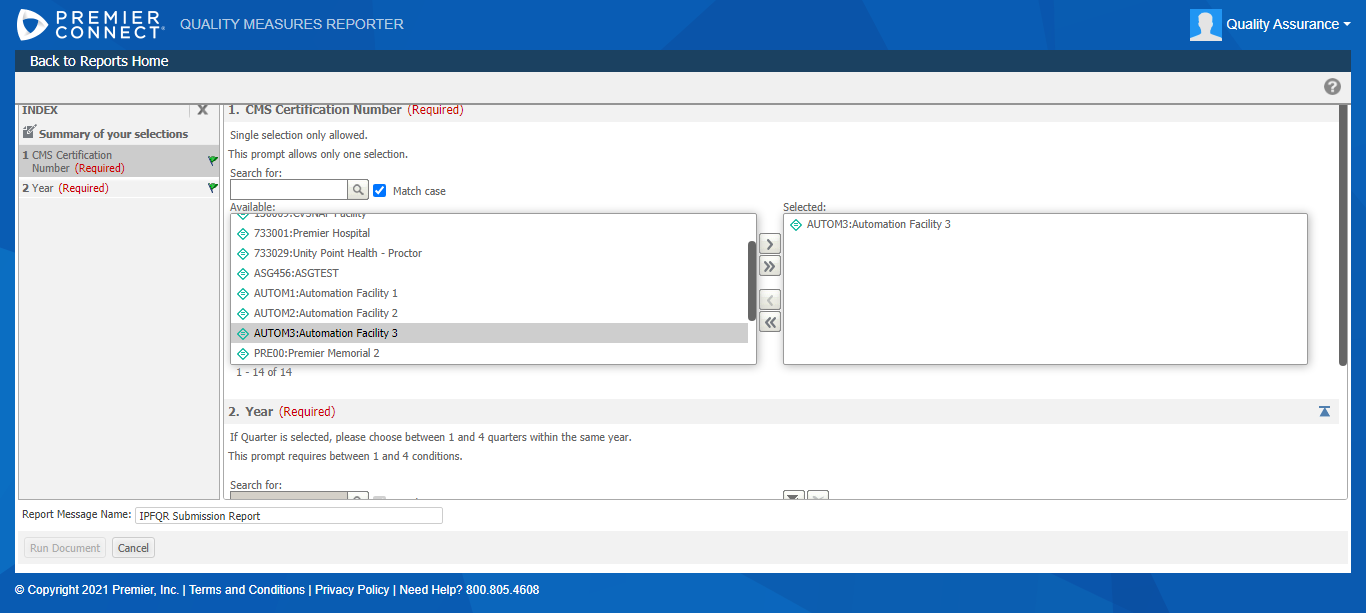 PREMIER
CONNECT
QUALITY MEASURES REPORTER
Quality Assurance
Back to Reports Home
INDEX X
Summary of your selections
1 CMS Certification
Number (Required)
2 Year (Required)
1. CMS Certification Number (Required)
Single selection only allowed.
This prompt allows only one selection.
Search for:
Match case
Available:
Facility
733001:Premier Hospital
733029:Unity Point Health - Proctor
ASG456:ASGTEST
AUTOM1:Automation Facility 1
AUTOM2:Automation Facility 2
AUTOM3:Automation Facility 3
PRE00:Premier Memorial 2
1 - 14 of 14
Selected:
AUTOM3:Automation Facility 3
2. Year (Required)
If Quarter is selected, please choose between 1 and 4 quarters within the same year.
This prompt requires between 1 and 4 conditions.
Search for:
Report Message Name: IPFQR Submission Report
Run Document Cancel
© Copyright 2021 Premier, Inc. | Terms and Conditions | Privacy Policy | Need Help? 800.805.4608